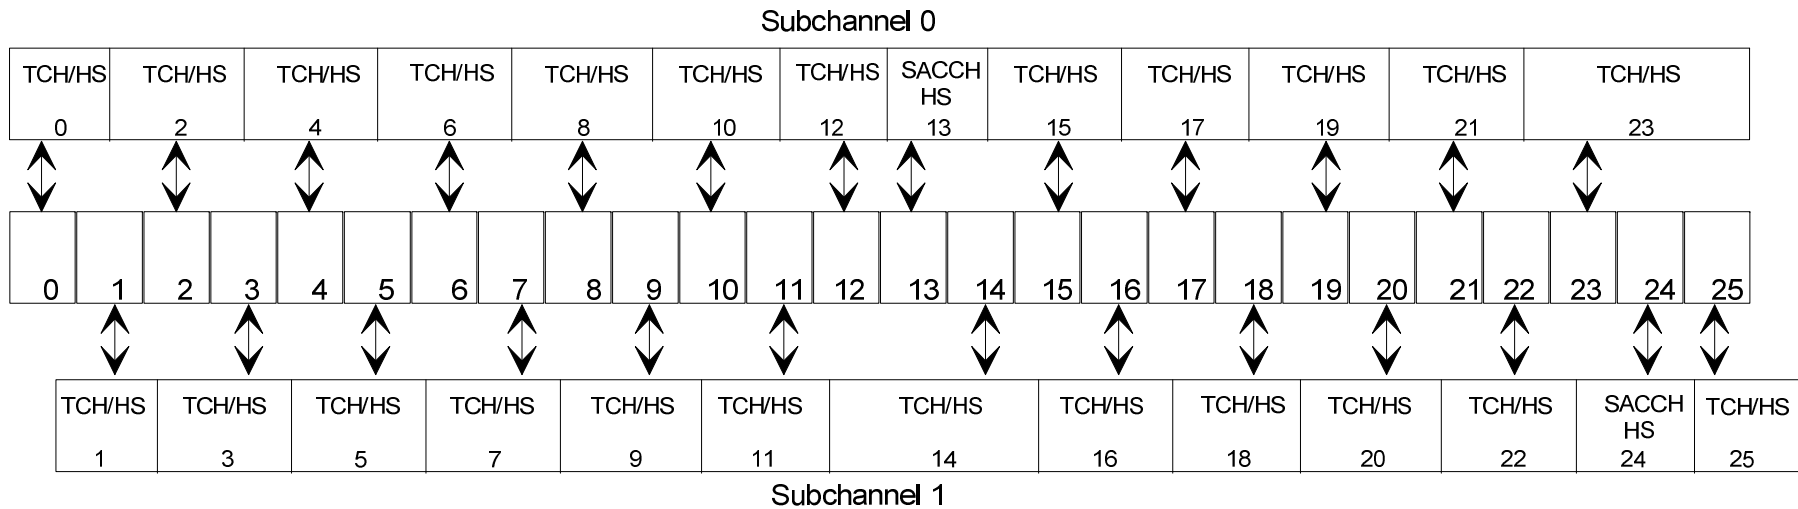 Subchannel 0
TCH/HS TCH/HS TCH/HS TCH/HS TCH/HS TCH/HS TCH/HS SACCH HS TCH/HS TCH/HS TCH/HS TCH/HS TCH/HS
0 2 4 6 8 10 12 13 15 17 19 21 23
0 1 2 3 4 5 6 7 8 9 10 11 12 13 14 15 16 17 18 19 20 21 22 23 24 25
TCH/HS TCH/HS TCH/HS TCH/HS TCH/HS TCH/HS TCH/HS TCH/HS TCH/HS TCH/HS TCH/HS SACCH HS TCH/HS
1 3 5 7 9 11 14 16 18 20 22 24 25
Subchannel 1